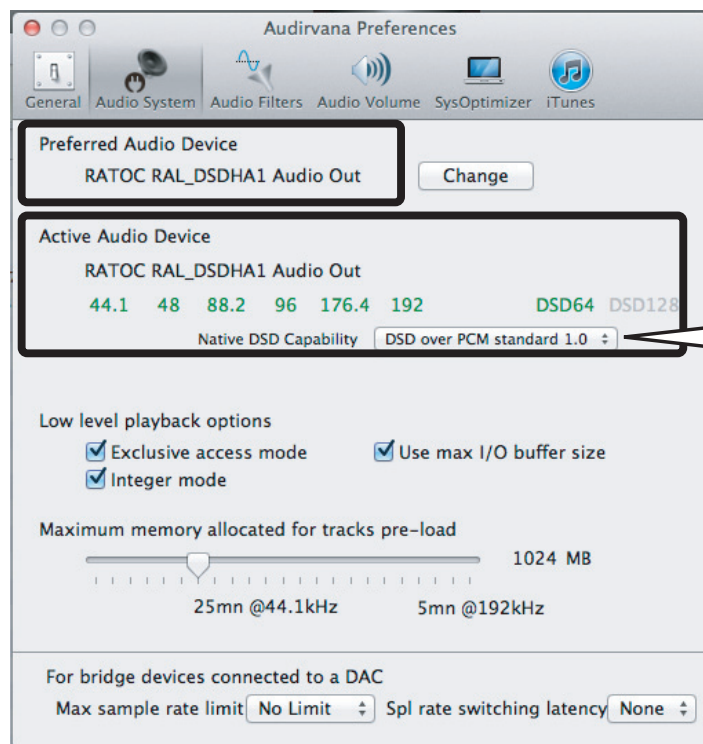 Audirvana Preferences
General Audio System Audio Filters Audio Volume SysOptimizer iTunes
Preferred Audio Device
RATOC RAL_DSDHA1 Audio Out Change
Active Audio Device
RATOC RAL_DSDHA1 Audio Out
44.1 48 88.2 96 176.4 192 DSD64 DSD128
Native DSD Capability DSD over PCM standard 1.0
Low level playback options
Exclusive access mode Use max I/O buffer size
Integer mode
Maximum memory allocated for tracks pre-load
1024 MB
25mn @44.1kHz 5mn @192kHz
For bridge devices connected to a DAC
Max sample rate limit No Limit Spl rate switching latency None